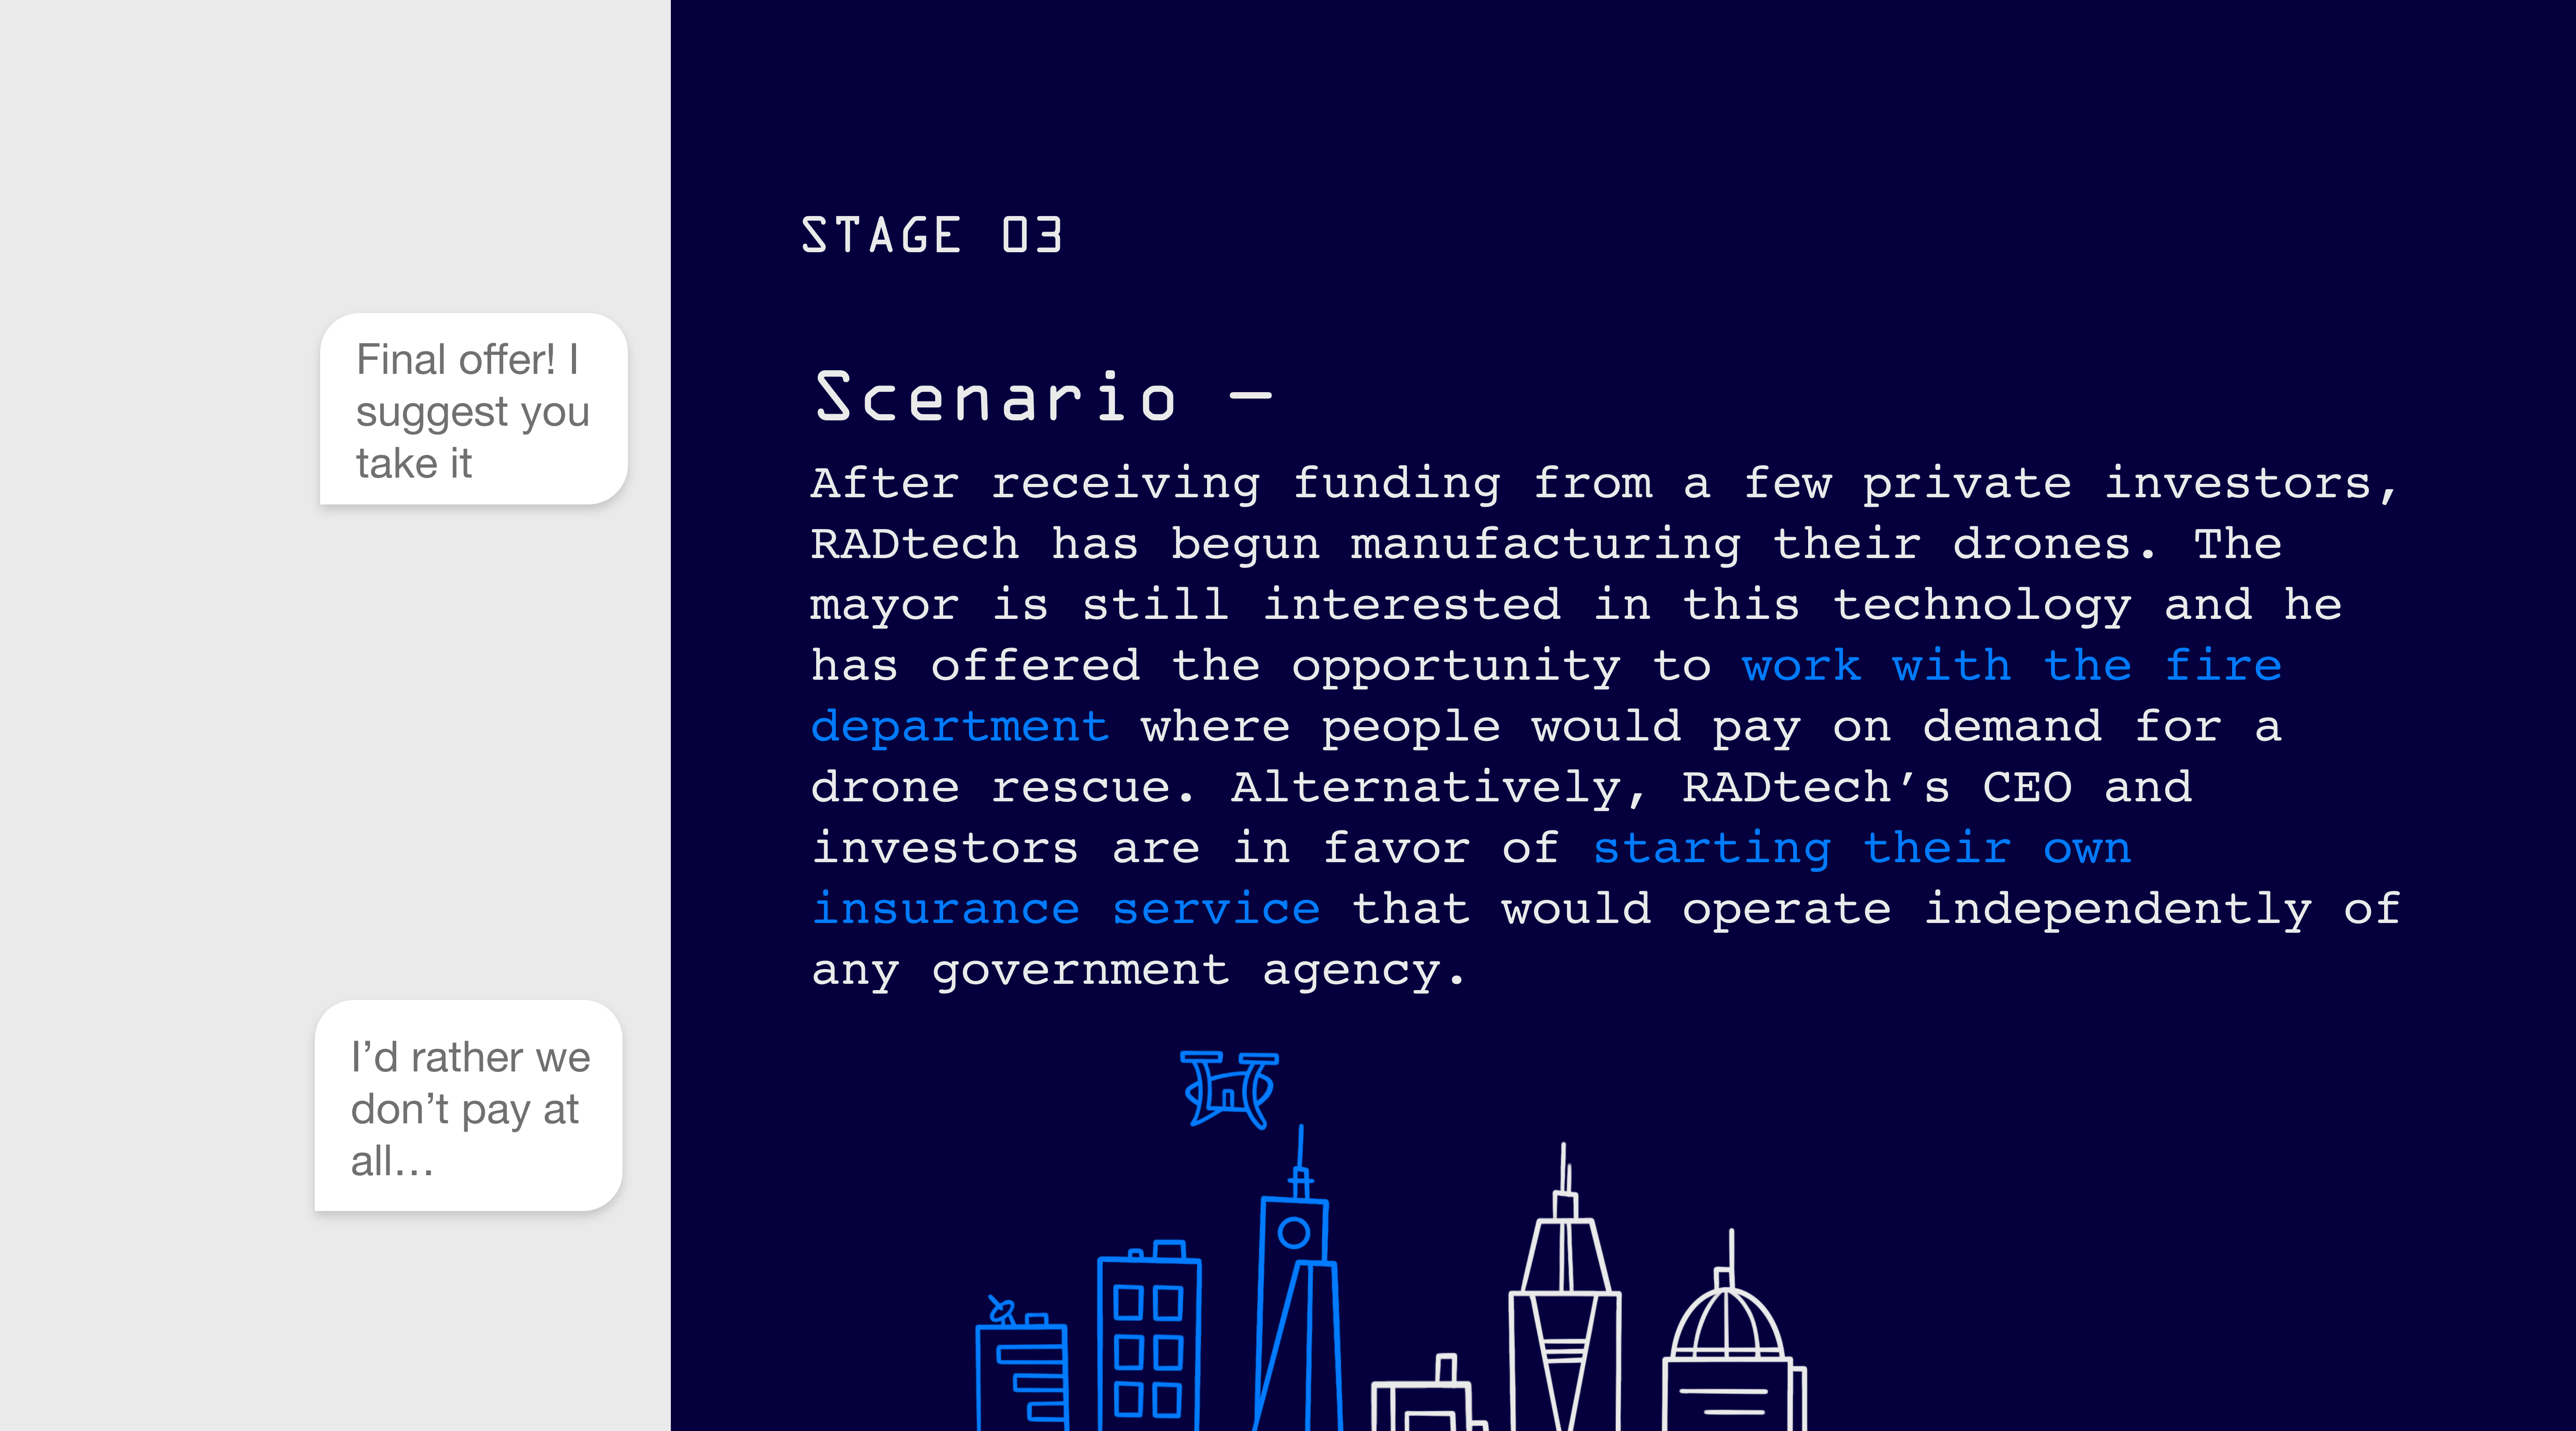 Final offer! I
suggest you
take it
I’d rather we
don’t pay at
all…
STAGE 03
Scenario —
After receiving funding from a few private investors,
RADtech has begun manufacturing their drones. The
mayor is still interested in this technology and he
has offered the opportunity to work with the fire
department where people would pay on demand for a
drone rescue. Alternatively, RADtech’s CEO and
investors are in favor of starting their own
insurance service that would operate independently of
any government agency.